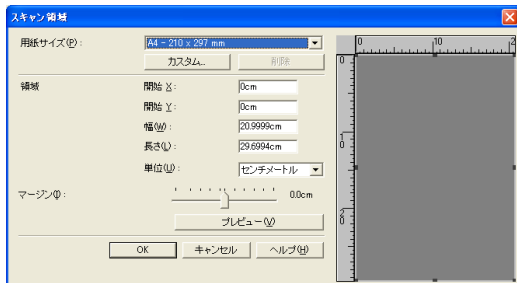 スキャン領域
用紙サイズ(P):
A4 - 210 x 297 mm
カスタム...
削除
領域
開始 X:
0cm
開始 Y:
0cm
幅(W):
20.9999cm
長さ(L):
29.6994cm
単位(U):
センチメートル
マージン(I):
0.0cm
プレビュー(V)
OK
キャンセル
ヘルプ(H)
0
10
2
0
10
20